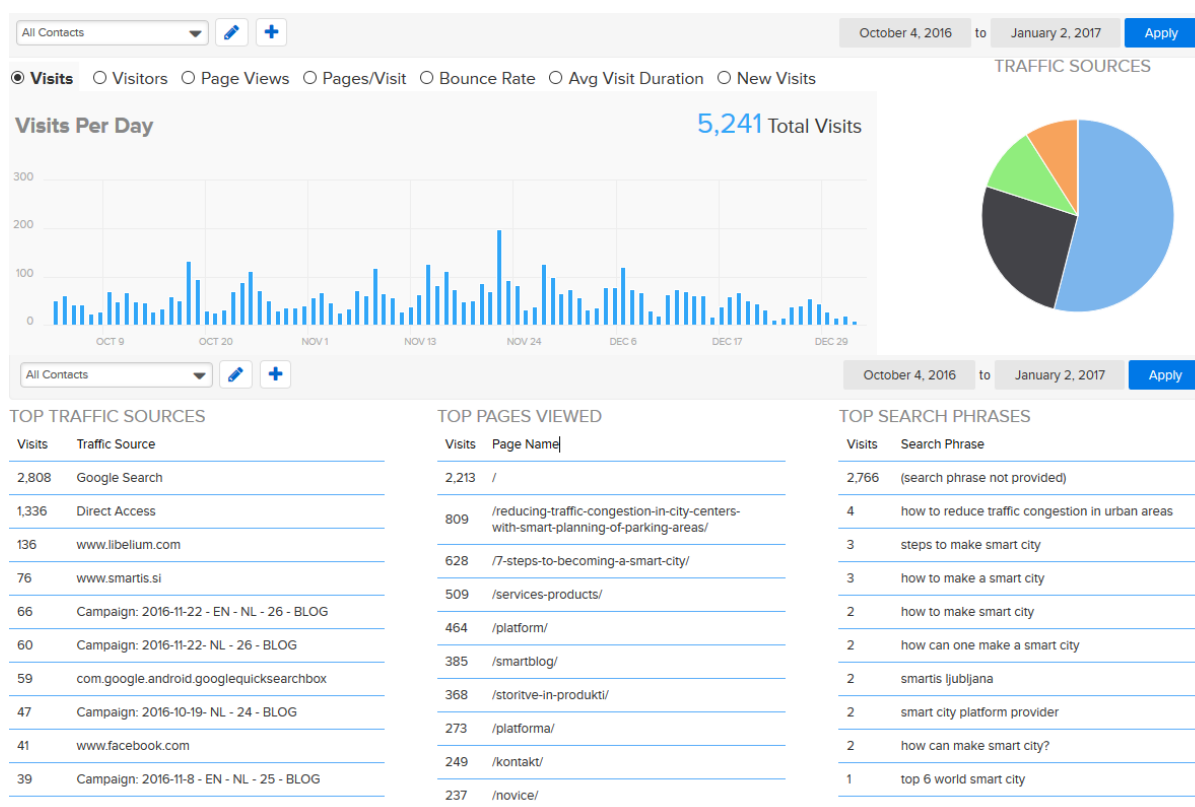 All Contacts
October 4, 2016 to January 2, 2017 Apply
Visits Visitors Page Views Pages/Visit Bounce Rate Avg Visit Duration New Visits
TRAFFIC SOURCES
Visits Per Day
5,241 Total Visits
300
200
100
0
OCT 9 OCT 20 NOV 1 NOV 13 NOV 24 DEC 6 DEC 17 DEC 29
All Contacts
October 4, 2016 to January 2, 2017 Apply
TOP TRAFFIC SOURCES
Visits Traffic Source
2,808 Google Search
1,336 Direct Access
136 www.libelium.com
76 www.smartis.si
66 Campaign: 2016-11-22 - EN - NL - 26 - BLOG
60 Campaign: 2016-11-22- NL - 26 - BLOG
59 com.google.android.googlequicksearchbox
47 Campaign: 2016-10-19- NL - 24 - BLOG
41 www.facebook.com
39 Campaign: 2016-11-8 - EN - NL - 25 - BLOG
TOP PAGES VIEWED
Visits Page Name
2,213 /
809 /reducing-traffic-congestion-in-city-centers-
with-smart-planning-of-parking-areas/
628 /7-steps-to-becoming-a-smart-city/
509 /services-products/
464 /platform/
385 /smartblog/
368 /storitve-in-produkti/
273 /platforma/
249 /kontakt/
237 /novice/
TOP SEARCH PHRASES
Visits Search Phrase
2,766 (search phrase not provided)
4 how to reduce traffic congestion in urban areas
3 steps to make smart city
3 how to make a smart city
2 how to make smart city
2 how can one make a smart city
2 smartis ljubljana
2 smart city platform provider
2 how can make smart city?
1 top 6 world smart city